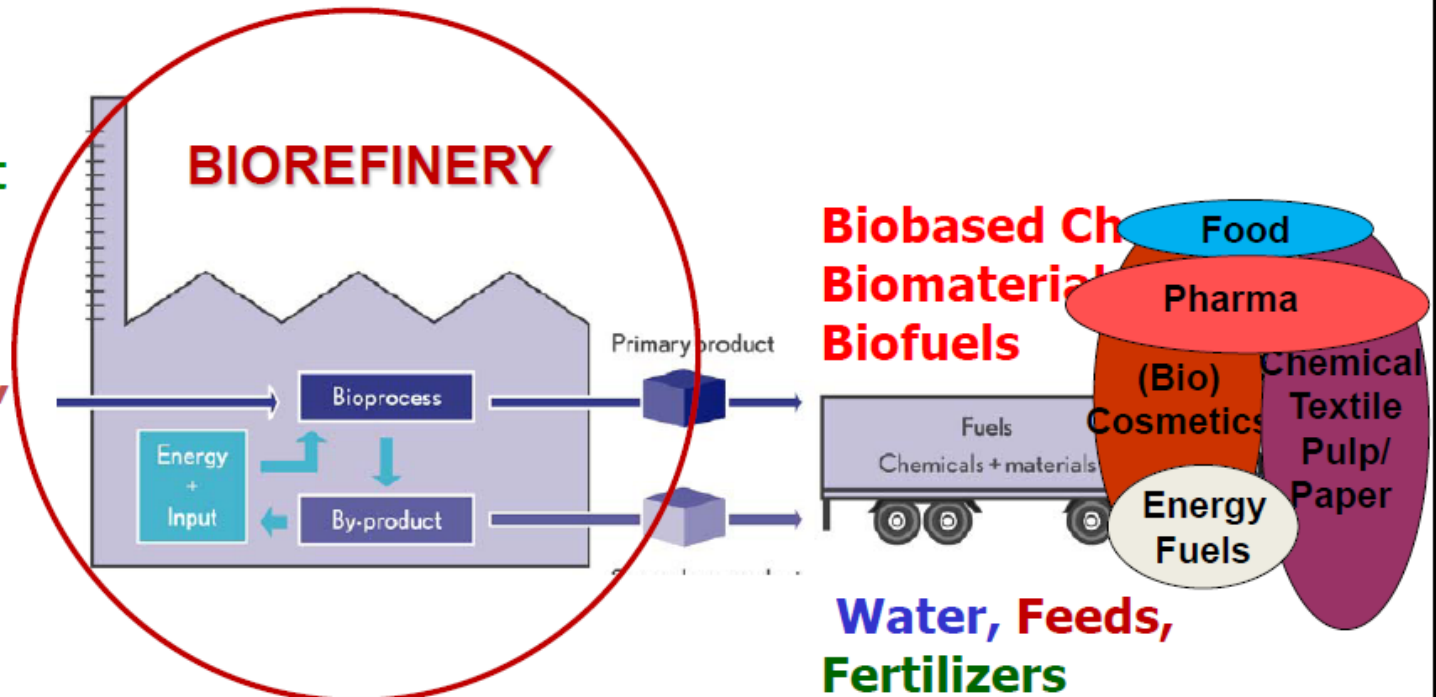 BIOREFINERY
Bioprocess
Energy
+
Input
By-product
Primary product
Biobased Ch
Biomaterial
Biofuels
Fuels
Chemicals + materials
Food
Pharma
(Bio)
Cosmetics
Chemical
Textile
Pulp/
Paper
Energy
Fuels
Water, Feeds,
Fertilizers